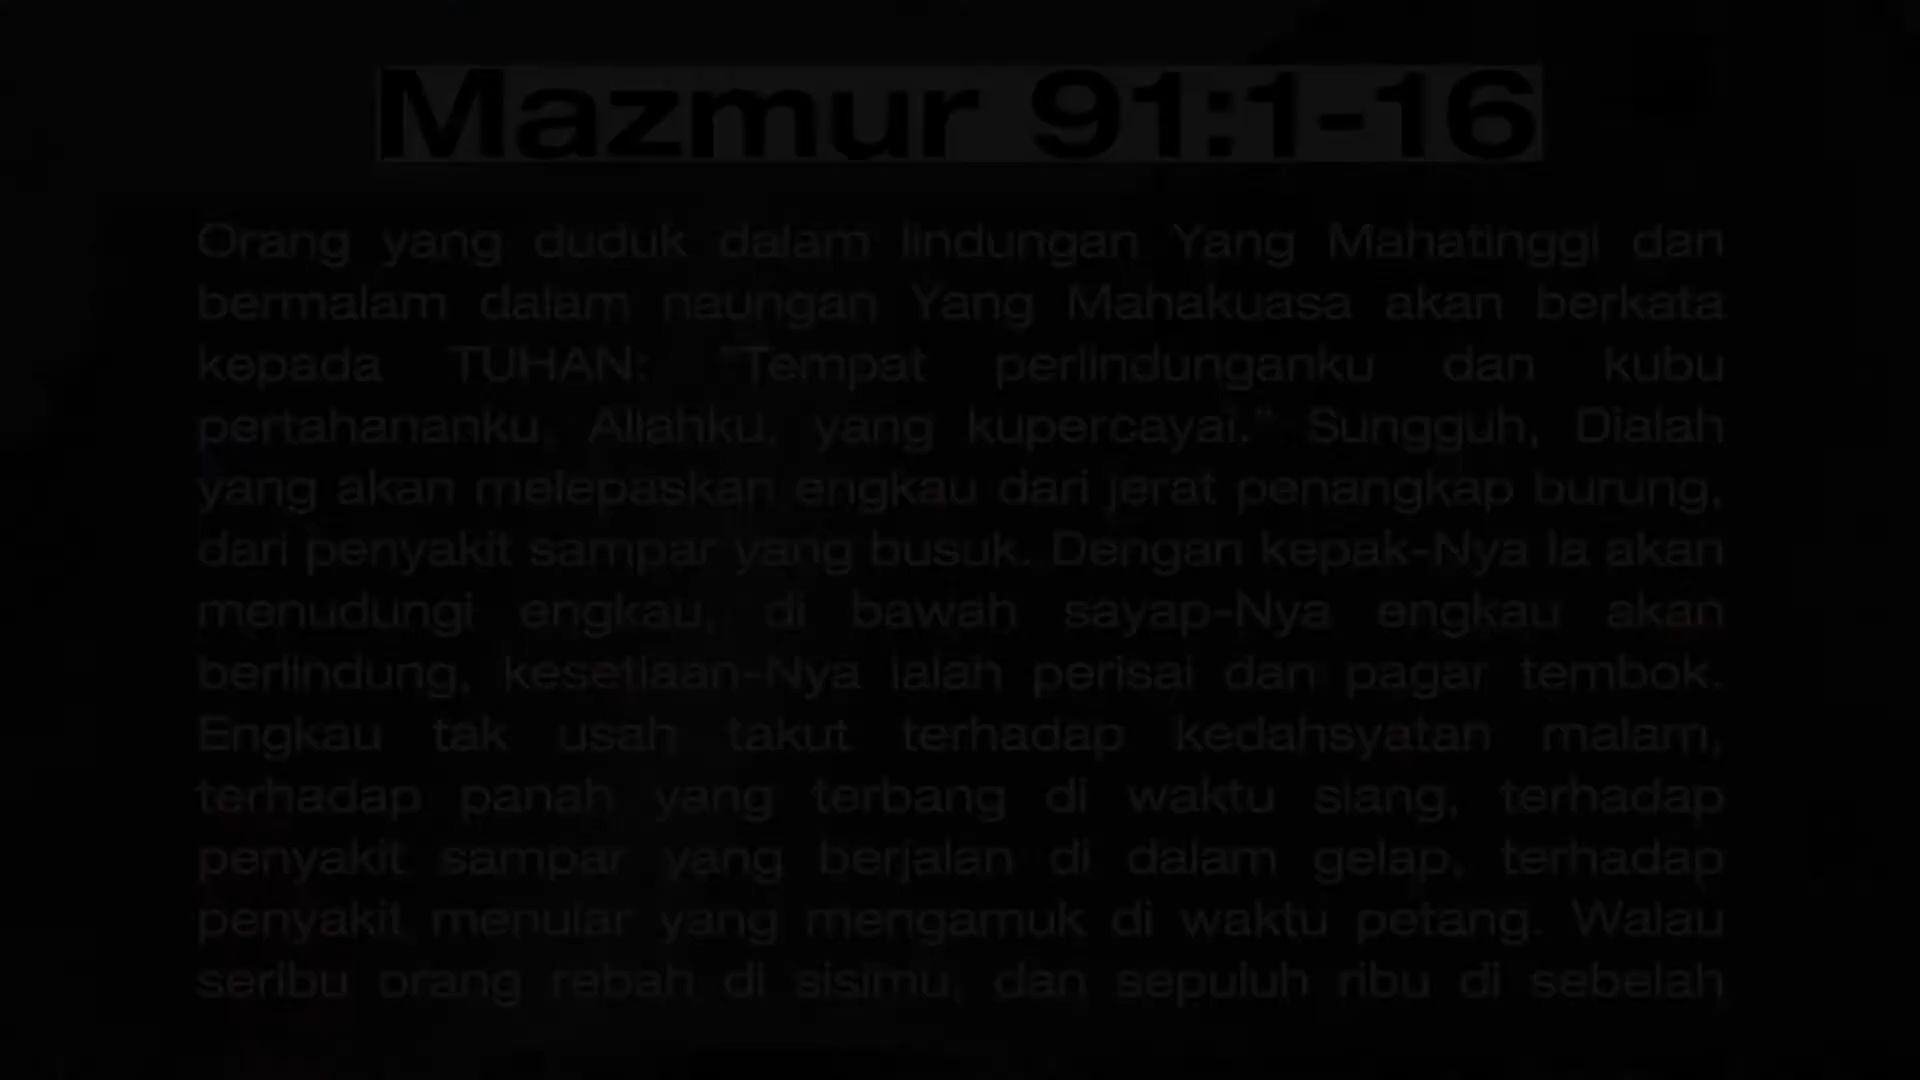 Mazmur 91:1-16
Orang yang duduk dalam lindungan Yang Mahatinggi dan
bermalam dalam naungan Yang Mahakuasa akan berkata
kepada TUHAN: "Tempat perlindunganku dan kubu
pertahananku, Allahku, yang kupercayai." Sungguh, Dialah
yang akan melepaskan engkau dari jerat penangkap burung,
dari penyakit sampar yang busuk. Dengan kepak-Nya Ia akan
menudungi engkau, di bawah sayap-Nya engkau akan
berlindung, kesetiaan-Nya ialah perisai dan pagar tembok.
Engkau tak usah takut terhadap kedahsyatan malam,
terhadap panah yang terbang di waktu siang, terhadap
penyakit sampar yang berjalan di dalam gelap, terhadap
penyakit menular yang mengamuk di waktu petang. Walau
seribu orang rebah di sisimu, dan sepuluh ribu di sebelah